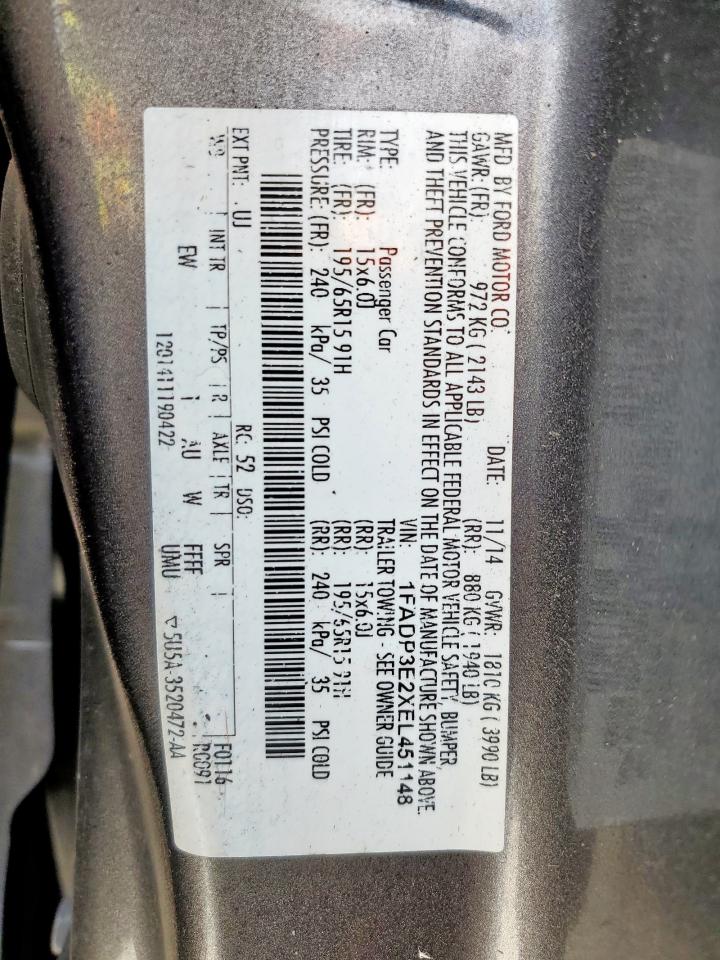 MFD BY FORD MOTOR CO. DATE: 11/14 GVWR: 1810 KG ( 3990 LB)
GAWR: (FR): 972 KG ( 2143 LB) (RR): 880 KG ( 1940 LB)
THIS VEHICLE CONFORMS TO ALL APPLICABLE FEDERAL MOTOR VEHICLE SAFETY, BUMPER,
AND THEFT PREVENTION STANDARDS IN EFFECT ON THE DATE OF MANUFACTURE SHOWN ABOVE.
VIN: 1FADP3E2XEL451148
TYPE: Passenger Car TRAILER TOWING - SEE OWNER GUIDE
RIM: (FR): 15x6.0J (RR): 15x6.0J
TIRE: (FR): 195/65R15 91H (RR): 195/65R15 91H
PRESSURE: (FR): 240 kPa/ 35 PSI COLD (RR): 240 kPa/ 35 PSI COLD
EXT PNT: UJ RC: 52 DSO: F0116
WB INT TR TP/PS R AXLE TR SPR RC091
EW AU W FFFF UMU
1201411190422 5U5A-3520472-AA